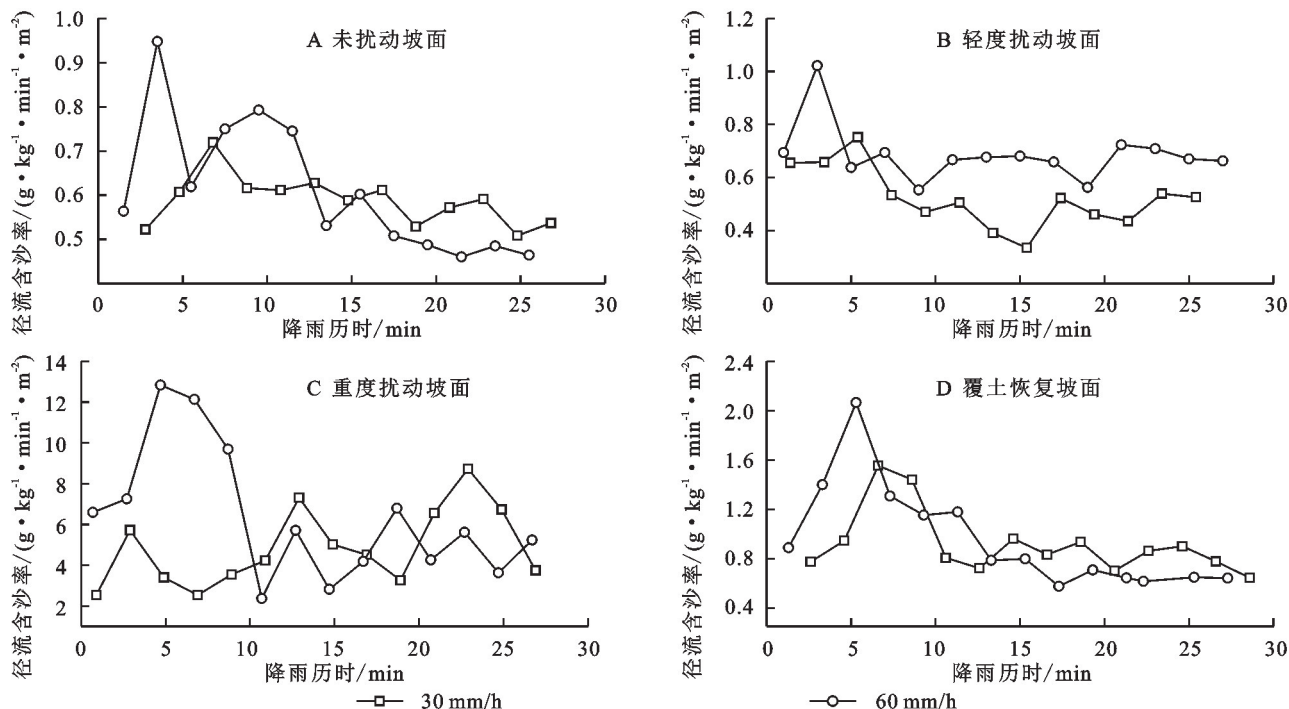 A 未扰动坡面
径流含沙率/(g·kg⁻¹·min⁻¹·m⁻²)
1.0
0.9
0.8
0.7
0.6
0.5
0 5 10 15 20 25 30
降雨历时/min
B 轻度扰动坡面
径流含沙率/(g·kg⁻¹·min⁻¹·m⁻²)
1.2
1.0
0.8
0.6
0.4
0 5 10 15 20 25 30
降雨历时/min
C 重度扰动坡面
径流含沙率/(g·kg⁻¹·min⁻¹·m⁻²)
14
12
10
8
6
4
2
0 5 10 15 20 25 30
降雨历时/min
D 覆土恢复坡面
径流含沙率/(g·kg⁻¹·min⁻¹·m⁻²)
2.4
2.0
1.6
1.2
0.8
0.4
0 5 10 15 20 25 30
降雨历时/min
30 mm/h
60 mm/h